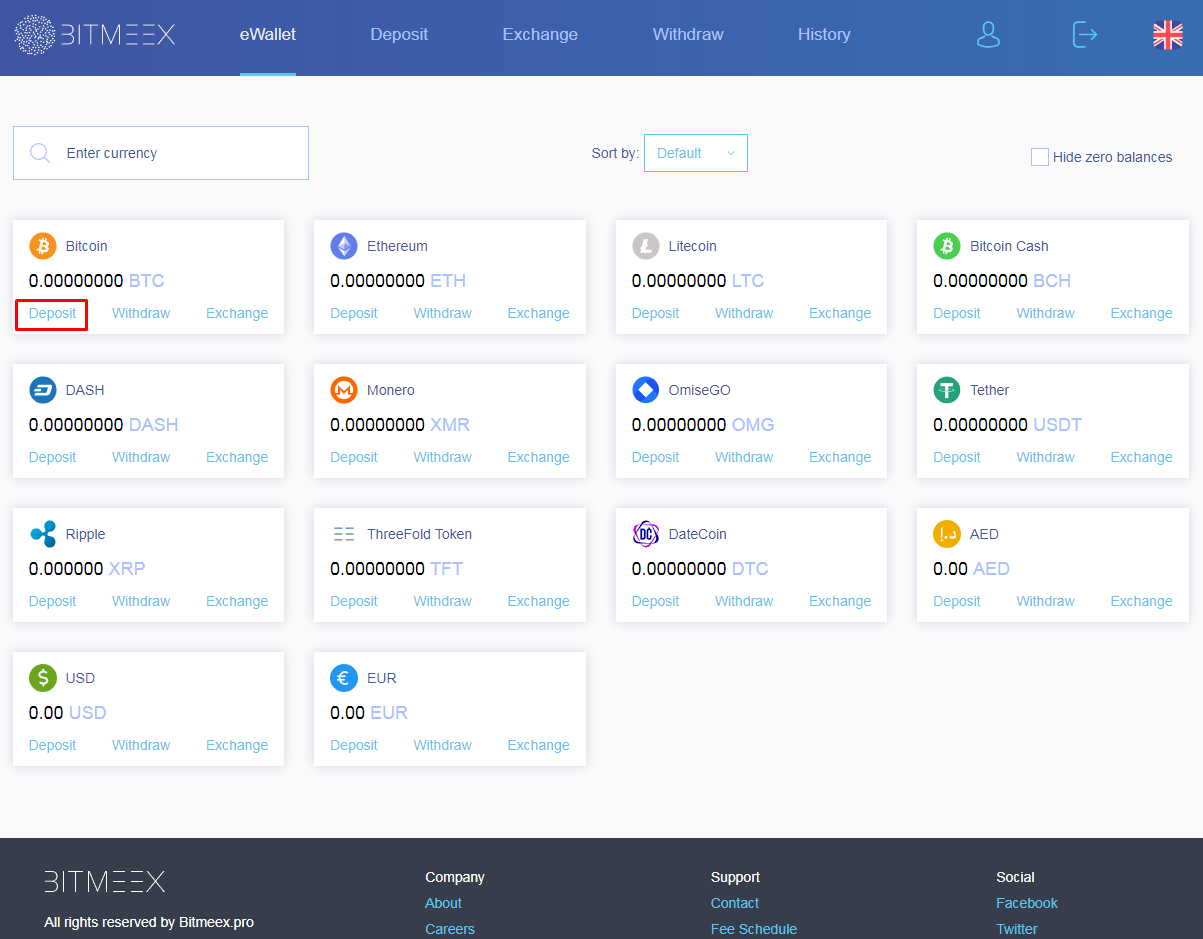 BITMEEX eWallet Deposit Exchange Withdraw History
Enter currency Sort by: Default Hide zero balances
Bitcoin
0.00000000 BTC
Deposit Withdraw Exchange
Ethereum
0.00000000 ETH
Deposit Withdraw Exchange
Litecoin
0.00000000 LTC
Deposit Withdraw Exchange
Bitcoin Cash
0.00000000 BCH
Deposit Withdraw Exchange
DASH
0.00000000 DASH
Deposit Withdraw Exchange
Monero
0.00000000 XMR
Deposit Withdraw Exchange
OmiseGO
0.00000000 OMG
Deposit Withdraw Exchange
Tether
0.00000000 USDT
Deposit Withdraw Exchange
Ripple
0.000000 XRP
Deposit Withdraw Exchange
ThreeFold Token
0.00000000 TFT
Deposit Withdraw Exchange
DC DateCoin
0.00000000 DTC
Deposit Withdraw Exchange
د.إ AED
0.00 AED
Deposit Withdraw Exchange
$ USD
0.00 USD
Deposit Withdraw Exchange
€ EUR
0.00 EUR
Deposit Withdraw Exchange
BITMEEX
All rights reserved by Bitmeex.pro
Company
About
Careers
Support
Contact
Fee Schedule
Social
Facebook
Twitter